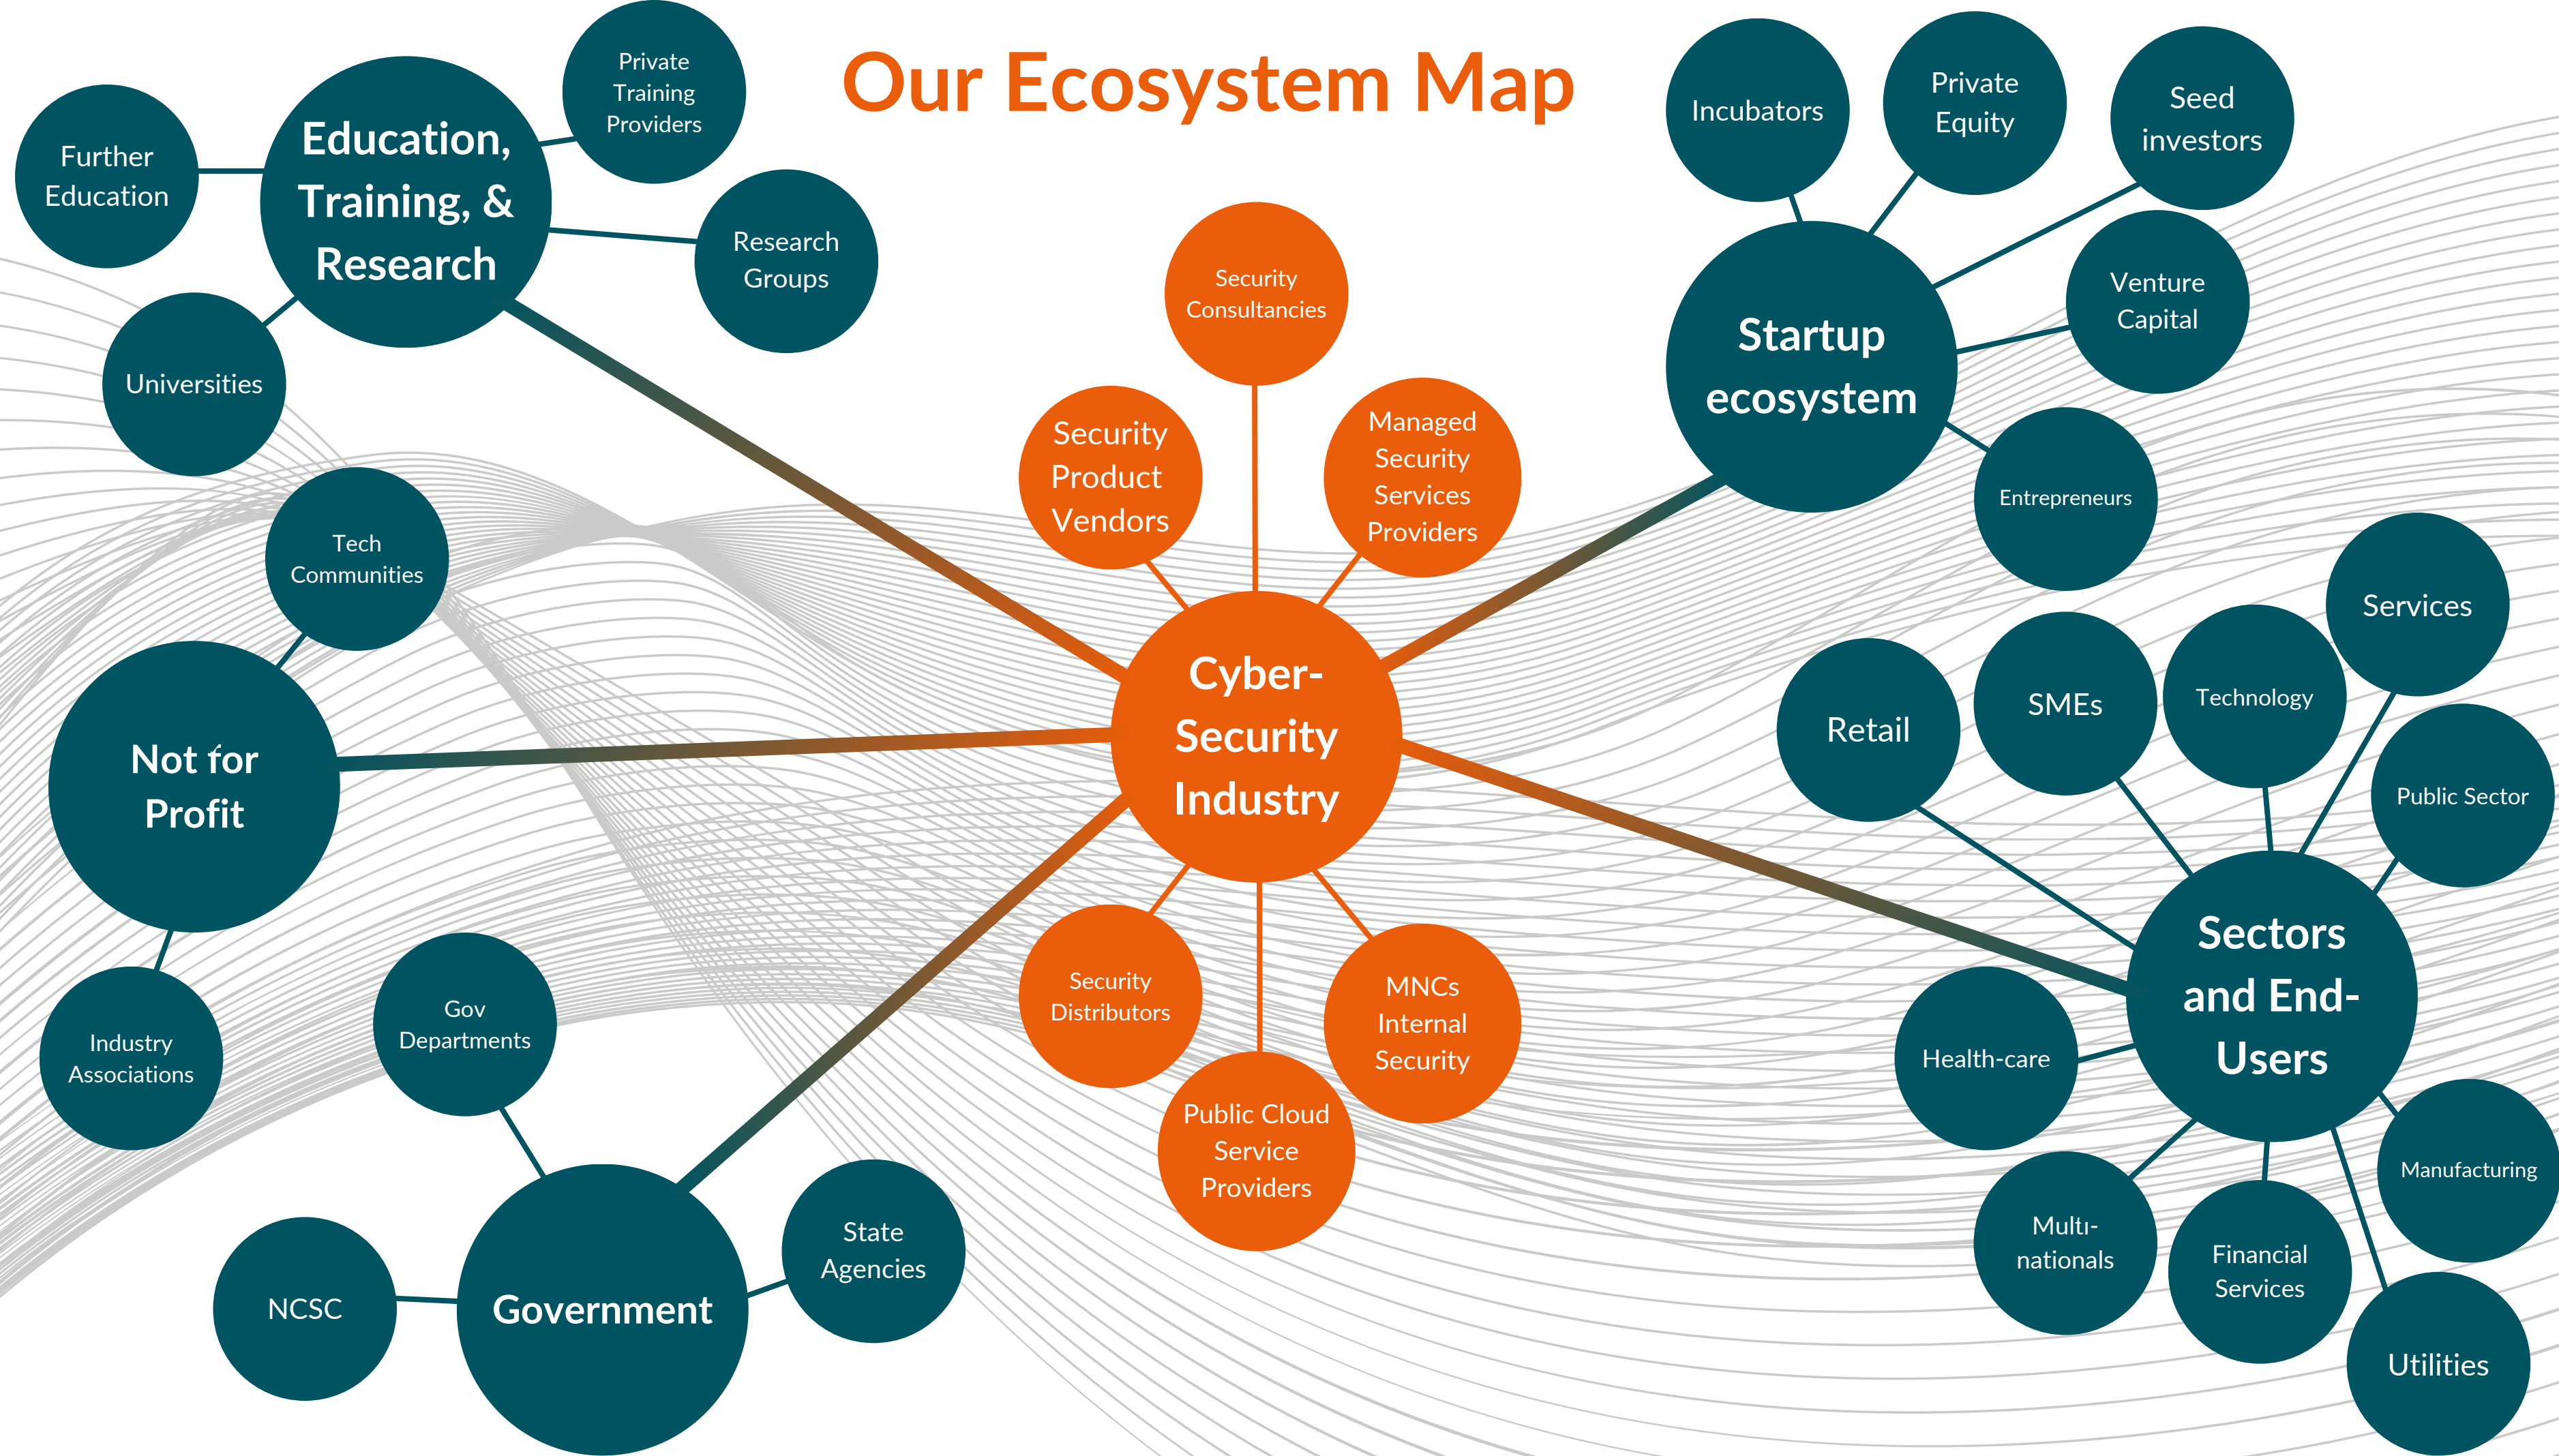 Our Ecosystem Map
Private
Training
Providers
Further
Education
Education,
Training, &
Research
Research
Groups
Universities
Incubators
Private
Equity
Seed
investors
Venture
Capital
Startup
ecosystem
Entrepreneurs
Security
Consultancies
Security
Product
Vendors
Managed
Security
Services
Providers
Cyber-
Security
Industry
Security
Distributors
MNCs
Internal
Security
Public Cloud
Service
Providers
Tech
Communities
Not for
Profit
Industry
Associations
Gov
Departments
NCSC
Government
State
Agencies
Services
Retail
SMEs
Technology
Public Sector
Sectors
and End-
Users
Health-care
Manufacturing
Multi-
nationals
Financial
Services
Utilities